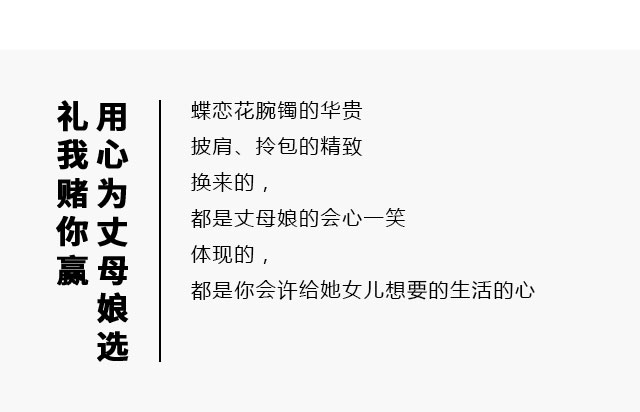 用心为丈母娘选
礼我赌你赢
蝶恋花腕镯的华贵
披肩、拎包的精致
换来的，
都是丈母娘的会心一笑
体现的，
都是你会许给她女儿想要的生活的心